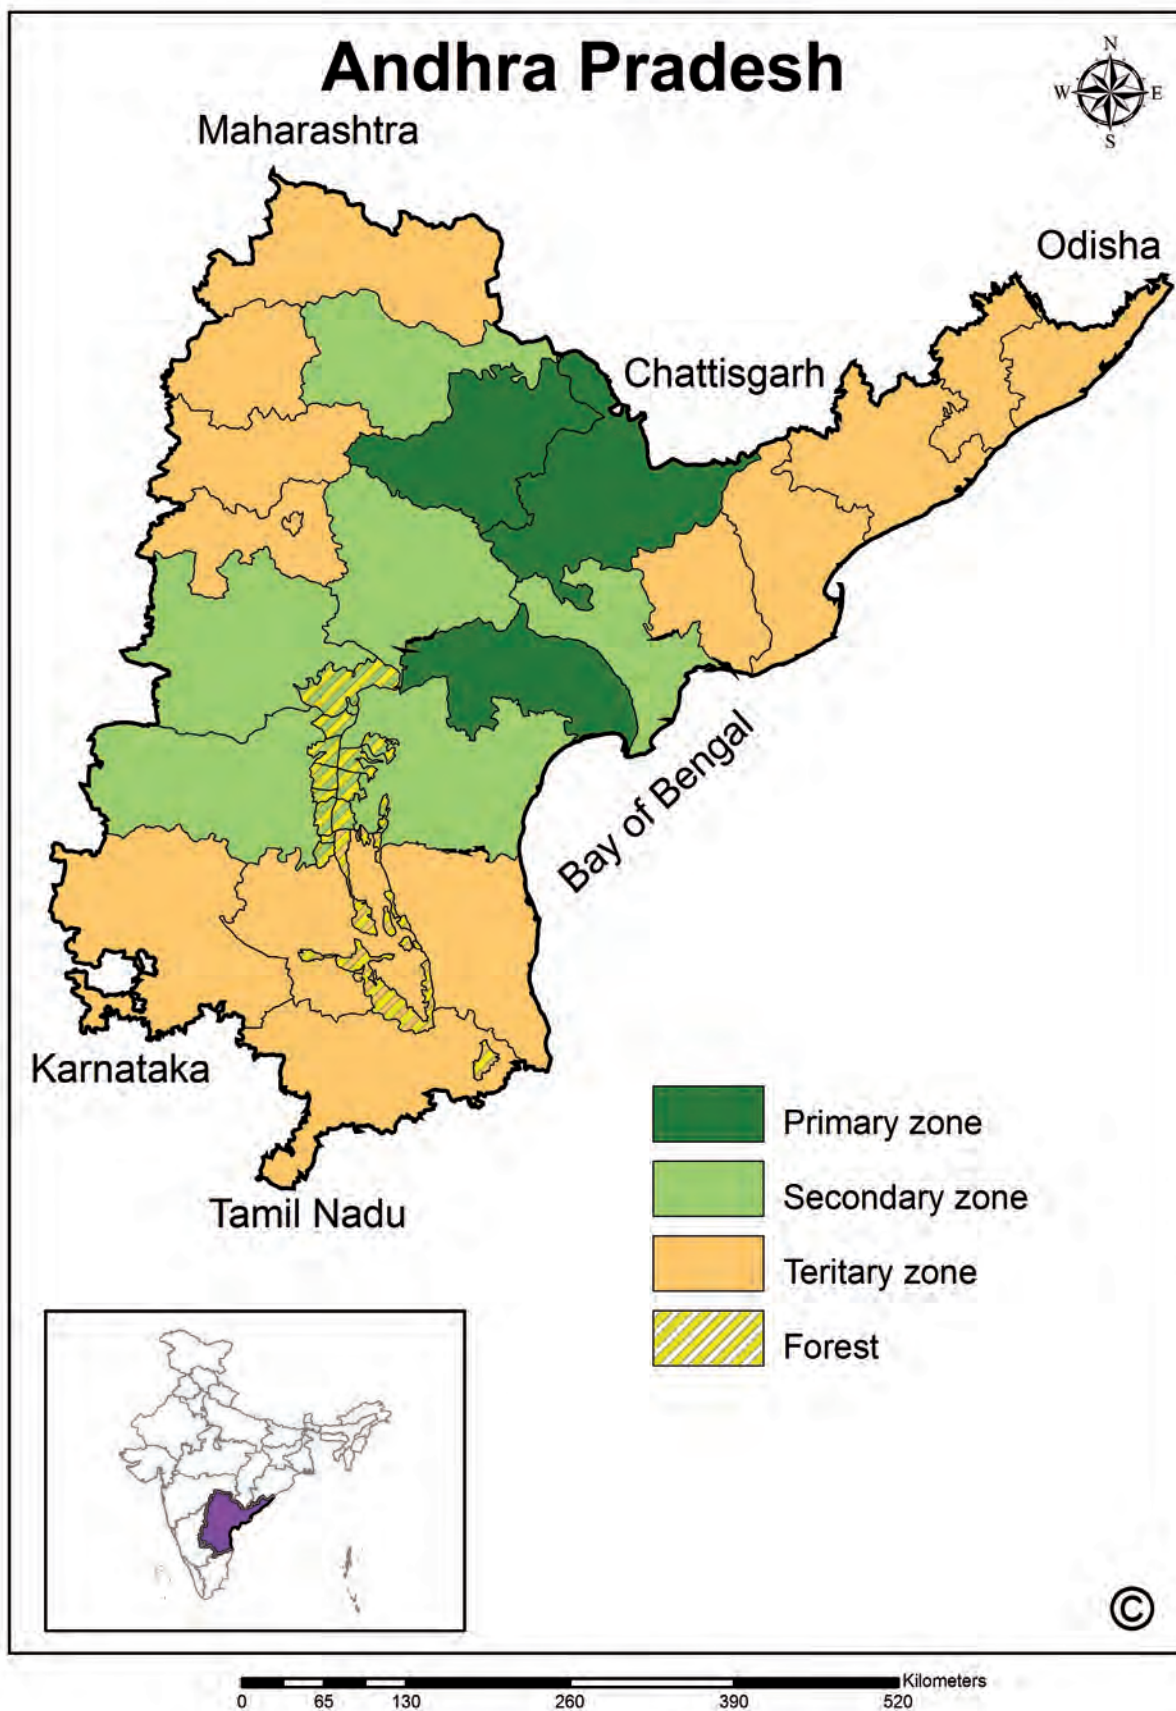 Andhra Pradesh
N
W
E
S
Maharashtra
Odisha
Chattisgarh
Bay of Bengal
Karnataka
Tamil Nadu
Primary zone
Secondary zone
Teritary zone
Forest
©
Kilometers
0 65 130 260 390 520